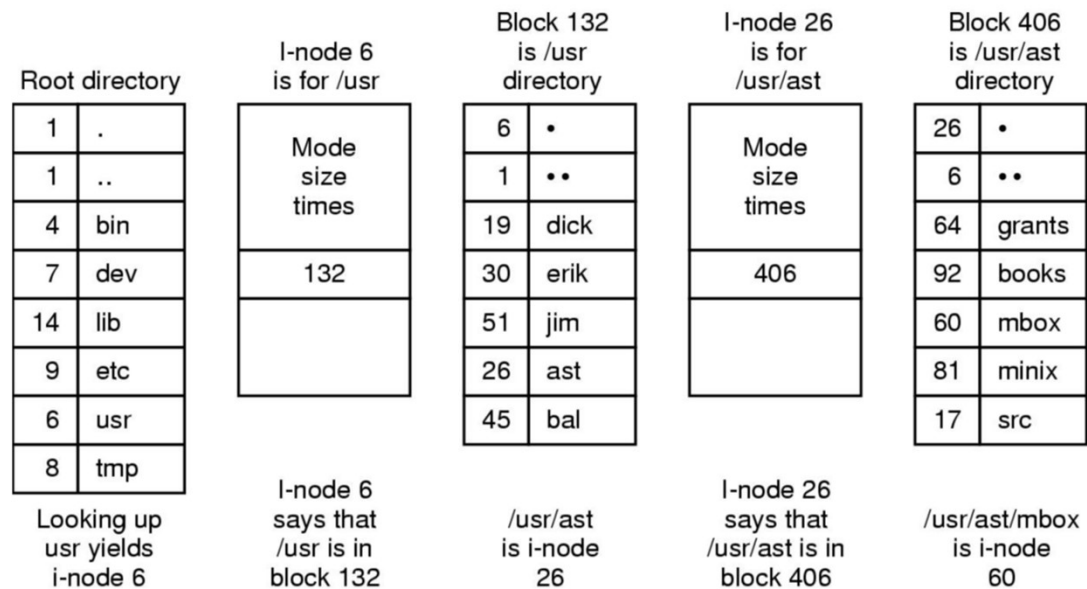 Root directory
1 .
1 ..
4 bin
7 dev
14 lib
9 etc
6 usr
8 tmp
Looking up
usr yields
i-node 6
I-node 6
is for /usr
Mode
size
times
132
I-node 6
says that
/usr is in
block 132
Block 132
is /usr
directory
6 •
1 ••
19 dick
30 erik
51 jim
26 ast
45 bal
/usr/ast
is i-node
26
I-node 26
is for
/usr/ast
Mode
size
times
406
I-node 26
says that
/usr/ast is in
block 406
Block 406
is /usr/ast
directory
26 •
6 ••
64 grants
92 books
60 mbox
81 minix
17 src
/usr/ast/mbox
is i-node
60